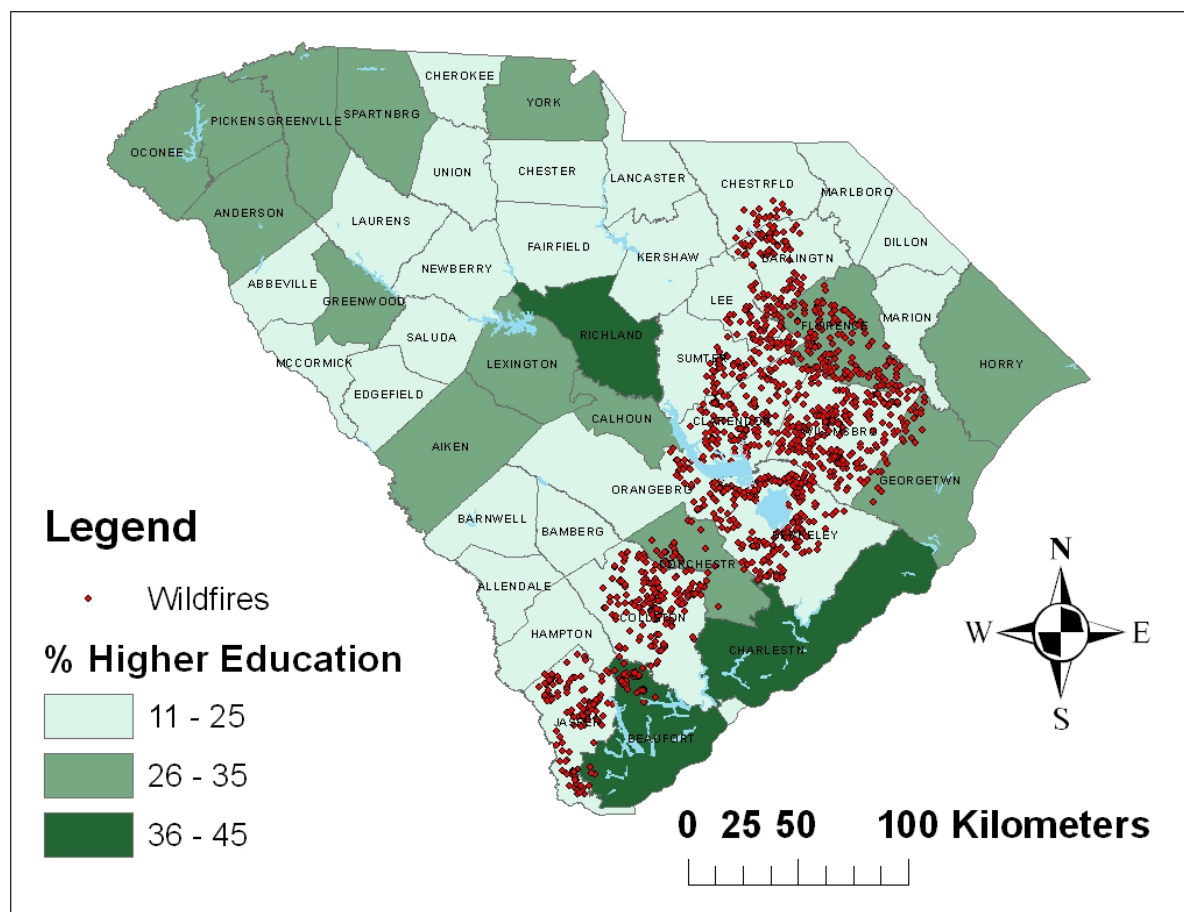 CHEROKEE
YORK
SPARTNBRG
PICKENS
GREENVLLE
OCONEE
UNION
CHESTER
LANCASTER
CHESTRFLD
MARLBORO
ANDERSON
LAURENS
DILLON
FAIRFIELD
KERSHAW
DARLINGTN
NEWBERRY
ABBEVILLE
LEE
GREENWOOD
MARION
FLORENCE
RICHLAND
SALUDA
SUMTER
MCCORMICK
LEXINGTON
HORRY
EDGEFIELD
CALHOUN
CLARENDON
AIKEN
GEORGETWN
ORANGEBRG
BARNWELL
BAMBERG
BERKELEY
DORCHESTR
ALLENDALE
COLLETON
HAMPTON
CHARLESTN
JASPER
BEAUFORT
Legend
Wildfires
% Higher Education
11 - 25
26 - 35
36 - 45
N
W E
S
0 25 50 100 Kilometers